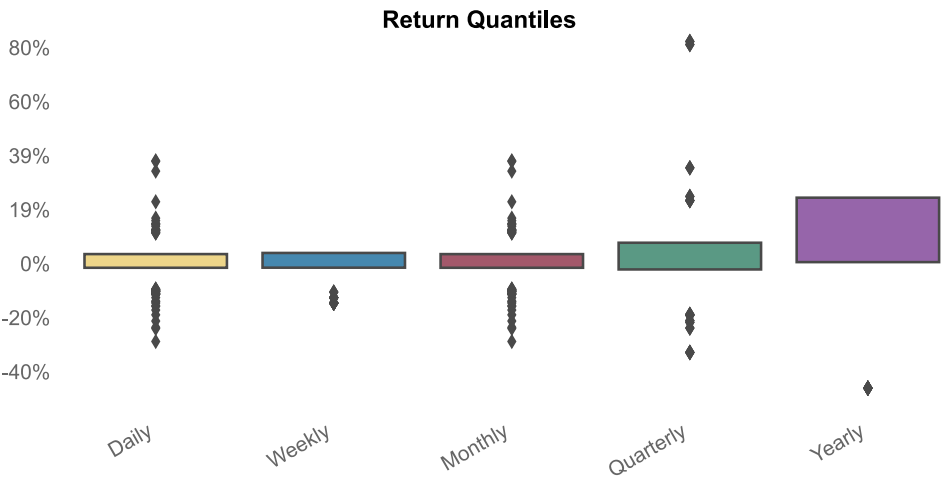 Return Quantiles
80%
60%
39%
19%
0%
-20%
-40%
Daily
Weekly
Monthly
Quarterly
Yearly